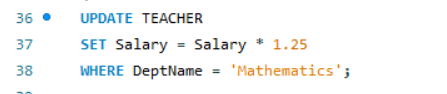 36 UPDATE TEACHER
37 SET Salary = Salary * 1.25
38 WHERE DeptName = 'Mathematics';